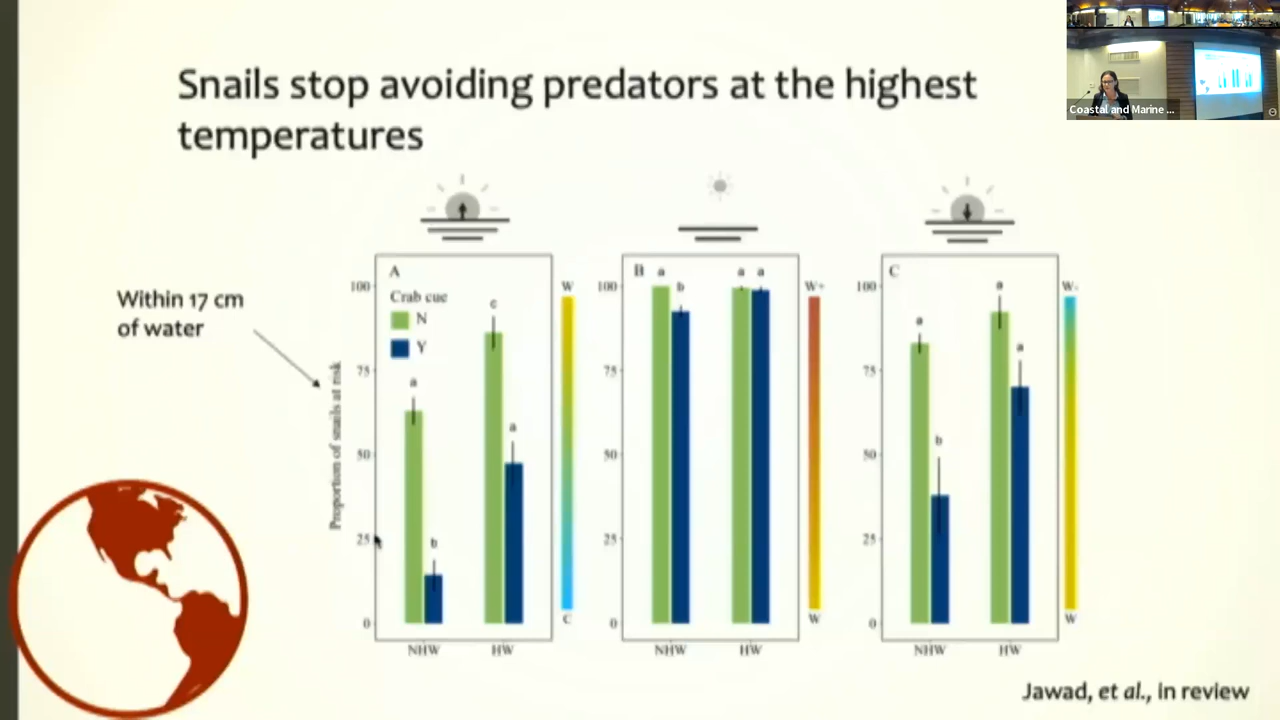 Coastal and Marine ...
Snails stop avoiding predators at the highest
temperatures
Within 17 cm
of water
Proportion of snails at risk
A
Crab cue
N
Y
100
75
50
25
0
a
b
c
a
NHW
HW
W
C
B
100
75
50
25
0
a
b
a
a
NHW
HW
W+
W
C
100
75
50
25
0
a
b
a
a
NHW
HW
W-
W
Jawad, et al., in review